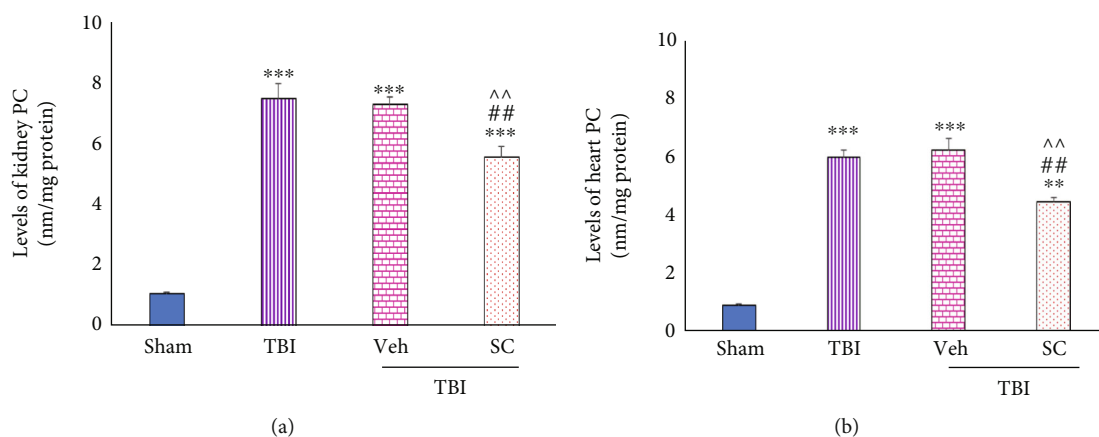 Levels of kidney PC
(nm/mg protein)
10
8
6
4
2
0
***
***
^^
##
***
Sham
TBI
Veh
SC
TBI
(a)
Levels of heart PC
(nm/mg protein)
10
8
6
4
2
0
***
***
^^
##
**
Sham
TBI
Veh
SC
TBI
(b)